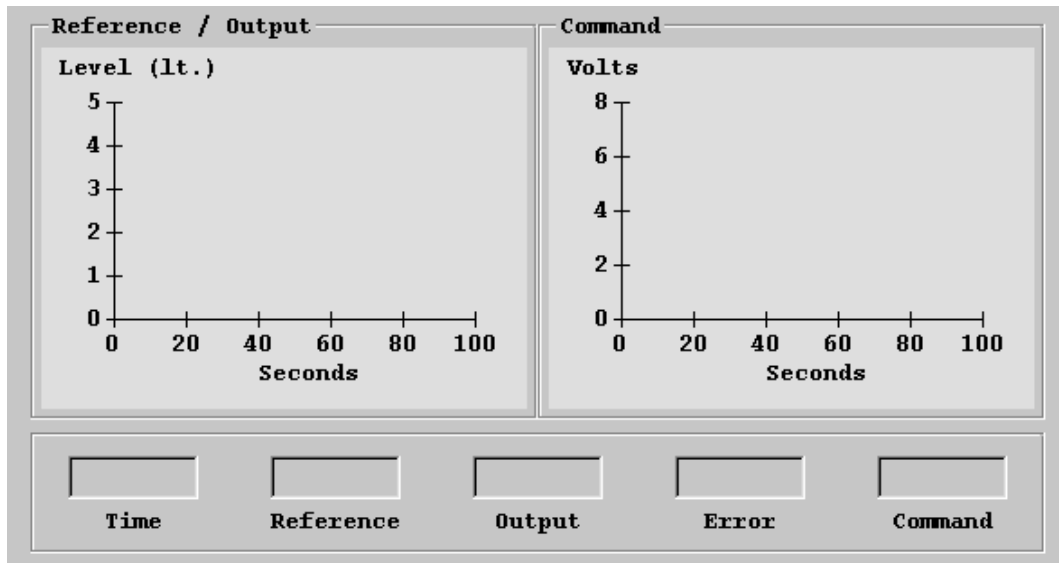 Reference / Output
Level (lt.)
5
4
3
2
1
0
0 20 40 60 80 100
Seconds
Command
Volts
8
6
4
2
0
0 20 40 60 80 100
Seconds
Time Reference Output Error Command